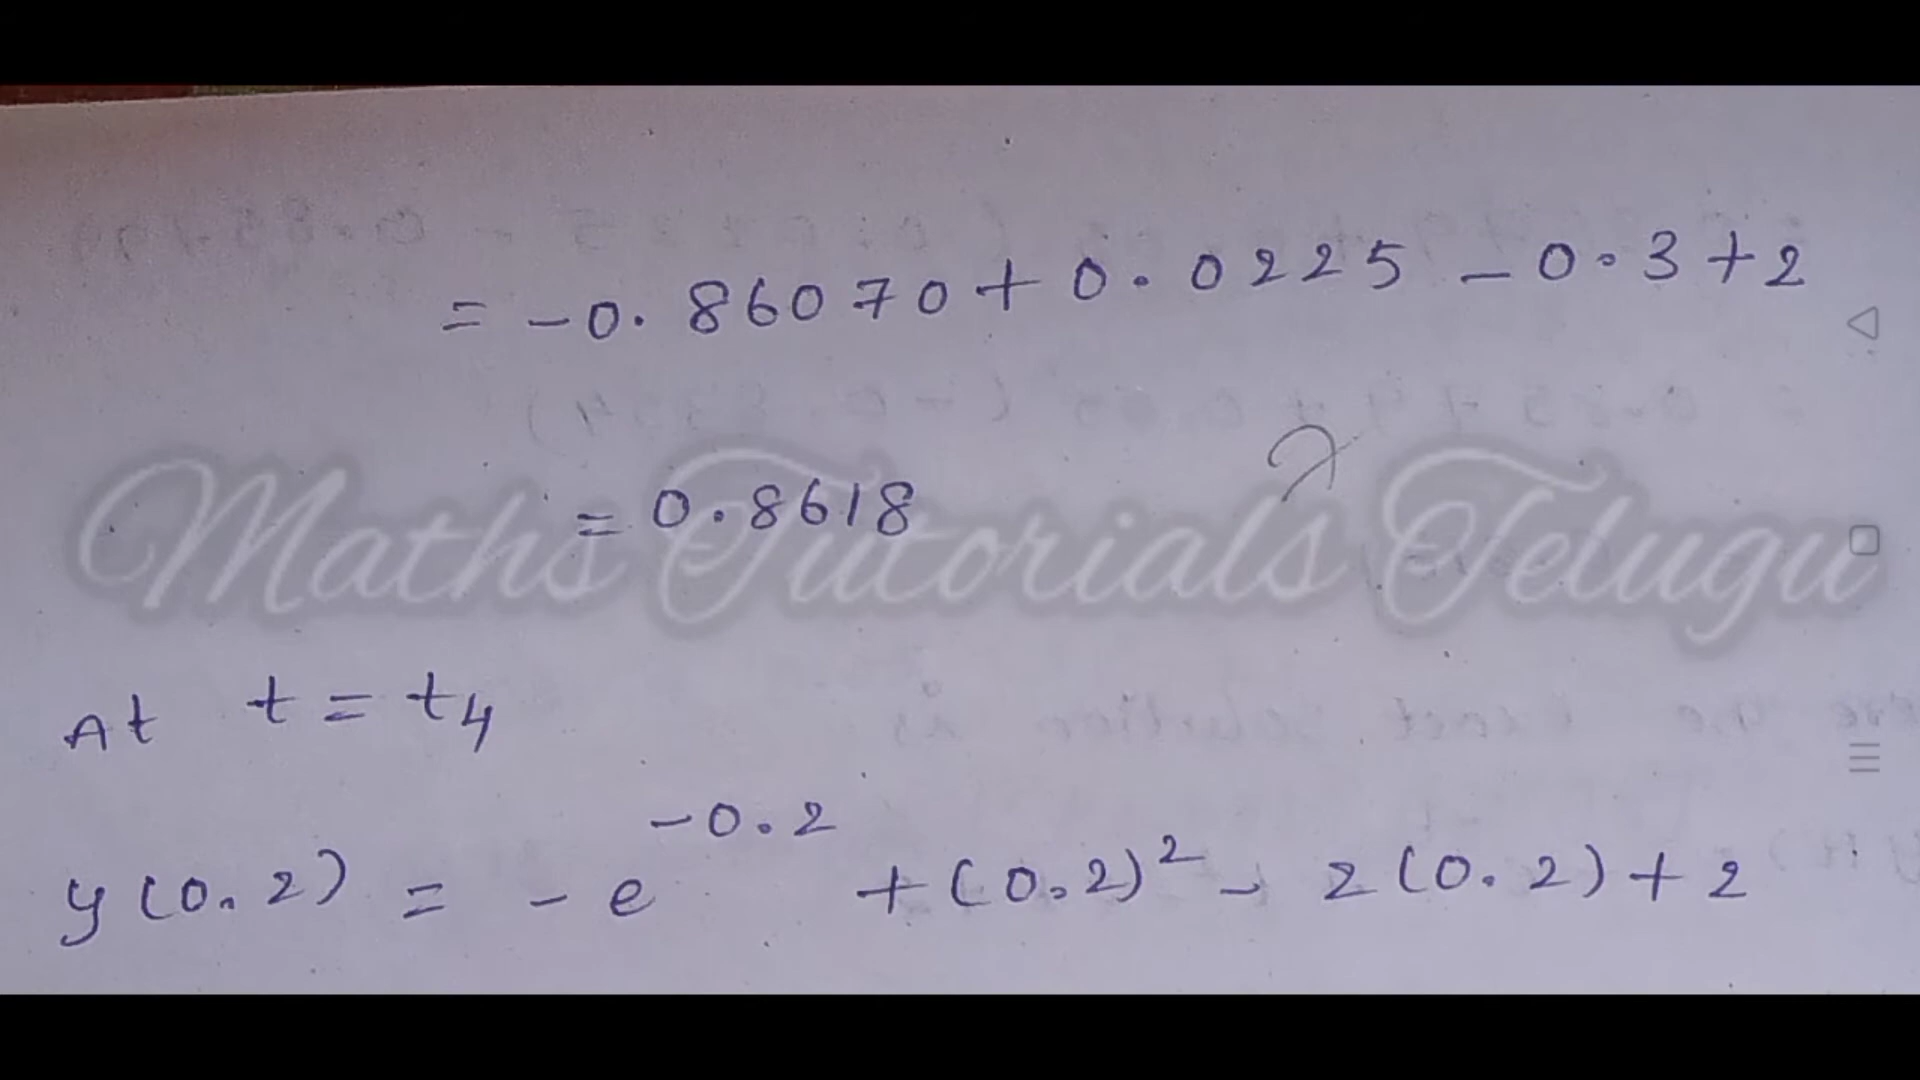 = -0.86070 + 0.0225 - 0.3 + 2
= 0.8618
Maths Tutorials Telugu
At t = t₄
y(0.2) = -e^{-0.2} + (0.2)² - 2(0.2) + 2